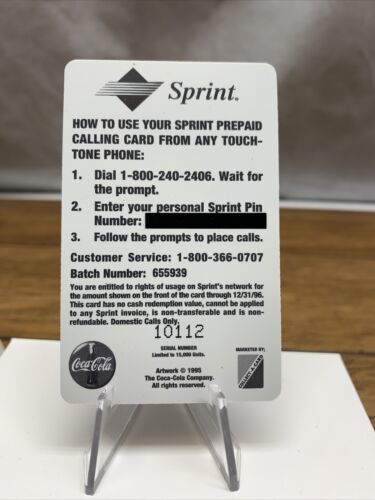 Sprint®
HOW TO USE YOUR SPRINT PREPAID
CALLING CARD FROM ANY TOUCH-
TONE PHONE:
1. Dial 1-800-240-2406. Wait for
the prompt.
2. Enter your personal Sprint Pin
Number:
3. Follow the prompts to place calls.
Customer Service: 1-800-366-0707
Batch Number: 655939
You are entitled to rights of usage on Sprint's network for
the amount shown on the front of the card through 12/31/96.
This card has no cash redemption value, cannot be applied
to any Sprint invoice, is non-transferable and is non-
refundable. Domestic Calls Only.
10112
SERIAL NUMBER
Limited to 15,000 Units.
Coca-Cola
Artwork © 1995
The Coca-Cola Company.
All rights reserved.
MARKETED BY: